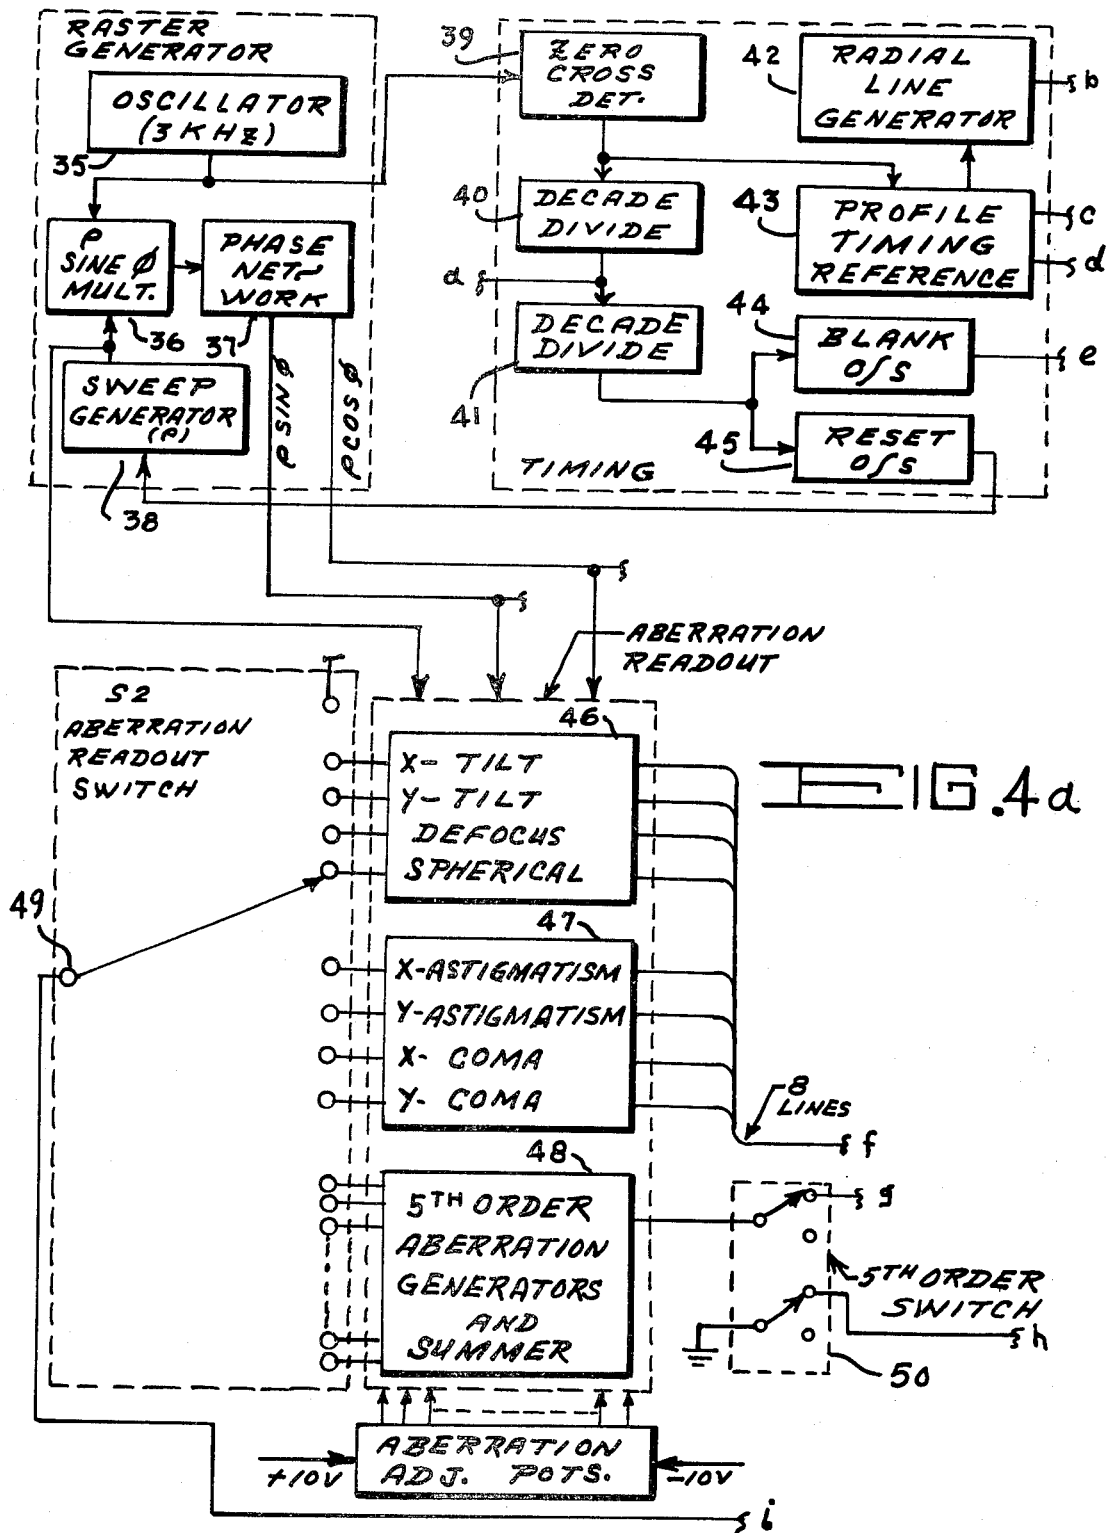 RASTER
GENERATOR
OSCILLATOR
(3 KHZ)
35
ρ
SINE φ
MULT.
36
PHASE
NET-
WORK
37
SWEEP
GENERATOR
(ρ)
38
ρ SIN φ
ρ COS φ
39
ZERO
CROSS
DET.
40
DECADE
DIVIDE
a
DECADE
DIVIDE
41
42
RADIAL
LINE
GENERATOR
b
43
PROFILE
TIMING
REFERENCE
c
d
44
BLANK
O/S
e
45
RESET
O/S
TIMING
ABERRATION
READOUT
S2
ABERRATION
READOUT
SWITCH
49
46
X- TILT
Y- TILT
DEFOCUS
SPHERICAL
FIG. 4a
47
X-ASTIGMATISM
Y-ASTIGMATISM
X- COMA
Y- COMA
8
LINES
f
48
5TH ORDER
ABERRATION
GENERATORS
AND
SUMMER
g
5TH ORDER
SWITCH
h
50
ABERRATION
ADJ. POTS.
+10V
-10V
i